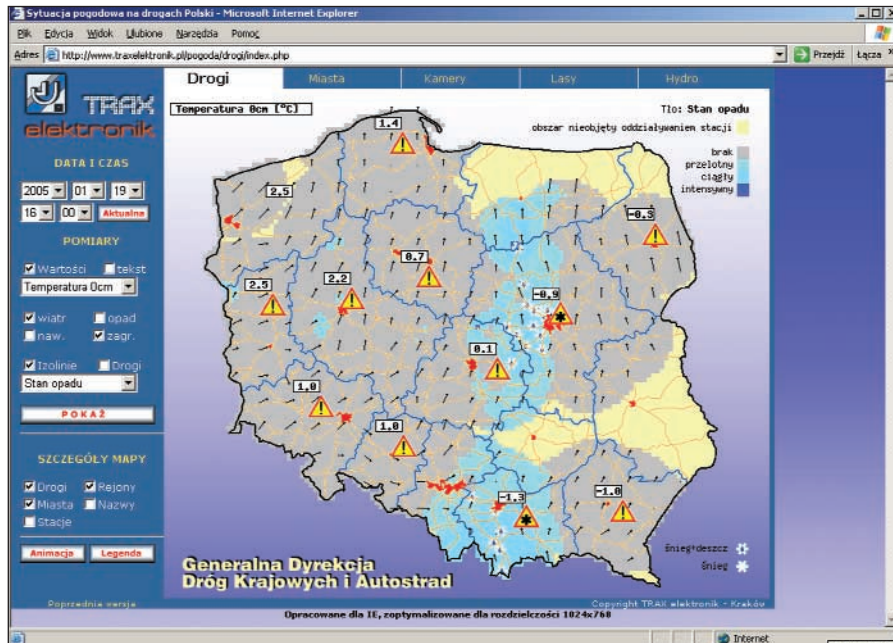 Sytuacja pogodowa na drogach Polski - Microsoft Internet Explorer
Plik Edycja Widok Ulubione Narzędzia Pomoc
Adres http://www.traxelektronik.pl/pogoda/drogi/index.php Przejdź Łącza »
TRAX
elektronik
DATA I CZAS
2005 01 19
16 00 Aktualna
POMIARY
Wartości tekst
Temperatura 0cm
wiatr opad
naw. zagr.
Izolinie Drogi
Stan opadu
POKAŻ
SZCZEGÓŁY MAPY
Drogi Rejony
Miasta Nazwy
Stacje
Animacja Legenda
Poprzednia wersja
Drogi Miasta Kamery Lasy Hydro
Temperatura 0cm [°C]
Tło: Stan opadu
obszar nieobjęty oddziaływaniem stacji
brak
przelotny
ciągły
intensywny
1.4
2.5
-0.3
0.7
2.5
2.2
-0.9
0.1
1.0
1.0
-1.3
-1.0
śnieg+deszcz
śnieg
Generalna Dyrekcja
Dróg Krajowych i Autostrad
Copyright TRAX elektronik - Kraków
Opracowane dla IE, zoptymalizowane dla rozdzielczości 1024x768
Internet